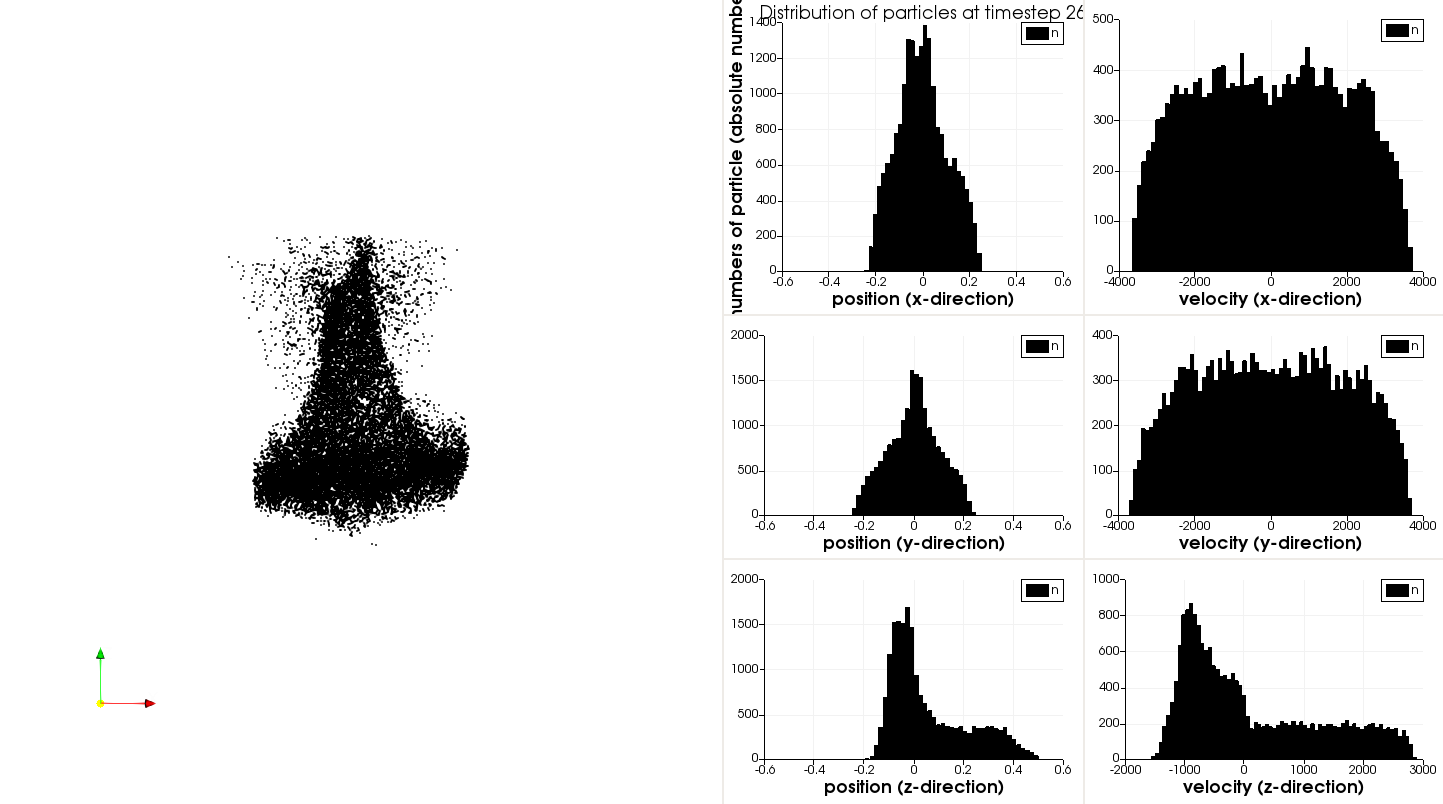 Distribution of particles at timestep 26
numbers of particle (absolute number
1400
1200
1000
800
600
400
200
0
-0.6 -0.4 -0.2 0 0.2 0.4 0.6
position (x-direction)
n
500
400
300
200
100
0
-4000 -2000 0 2000 4000
velocity (x-direction)
n
2000
1500
1000
500
0
-0.6 -0.4 -0.2 0 0.2 0.4 0.6
position (y-direction)
n
400
300
200
100
0
-4000 -2000 0 2000 4000
velocity (y-direction)
n
2000
1500
1000
500
0
-0.6 -0.4 -0.2 0 0.2 0.4 0.6
position (z-direction)
n
1000
800
600
400
200
0
-2000 -1000 0 1000 2000 3000
velocity (z-direction)
n